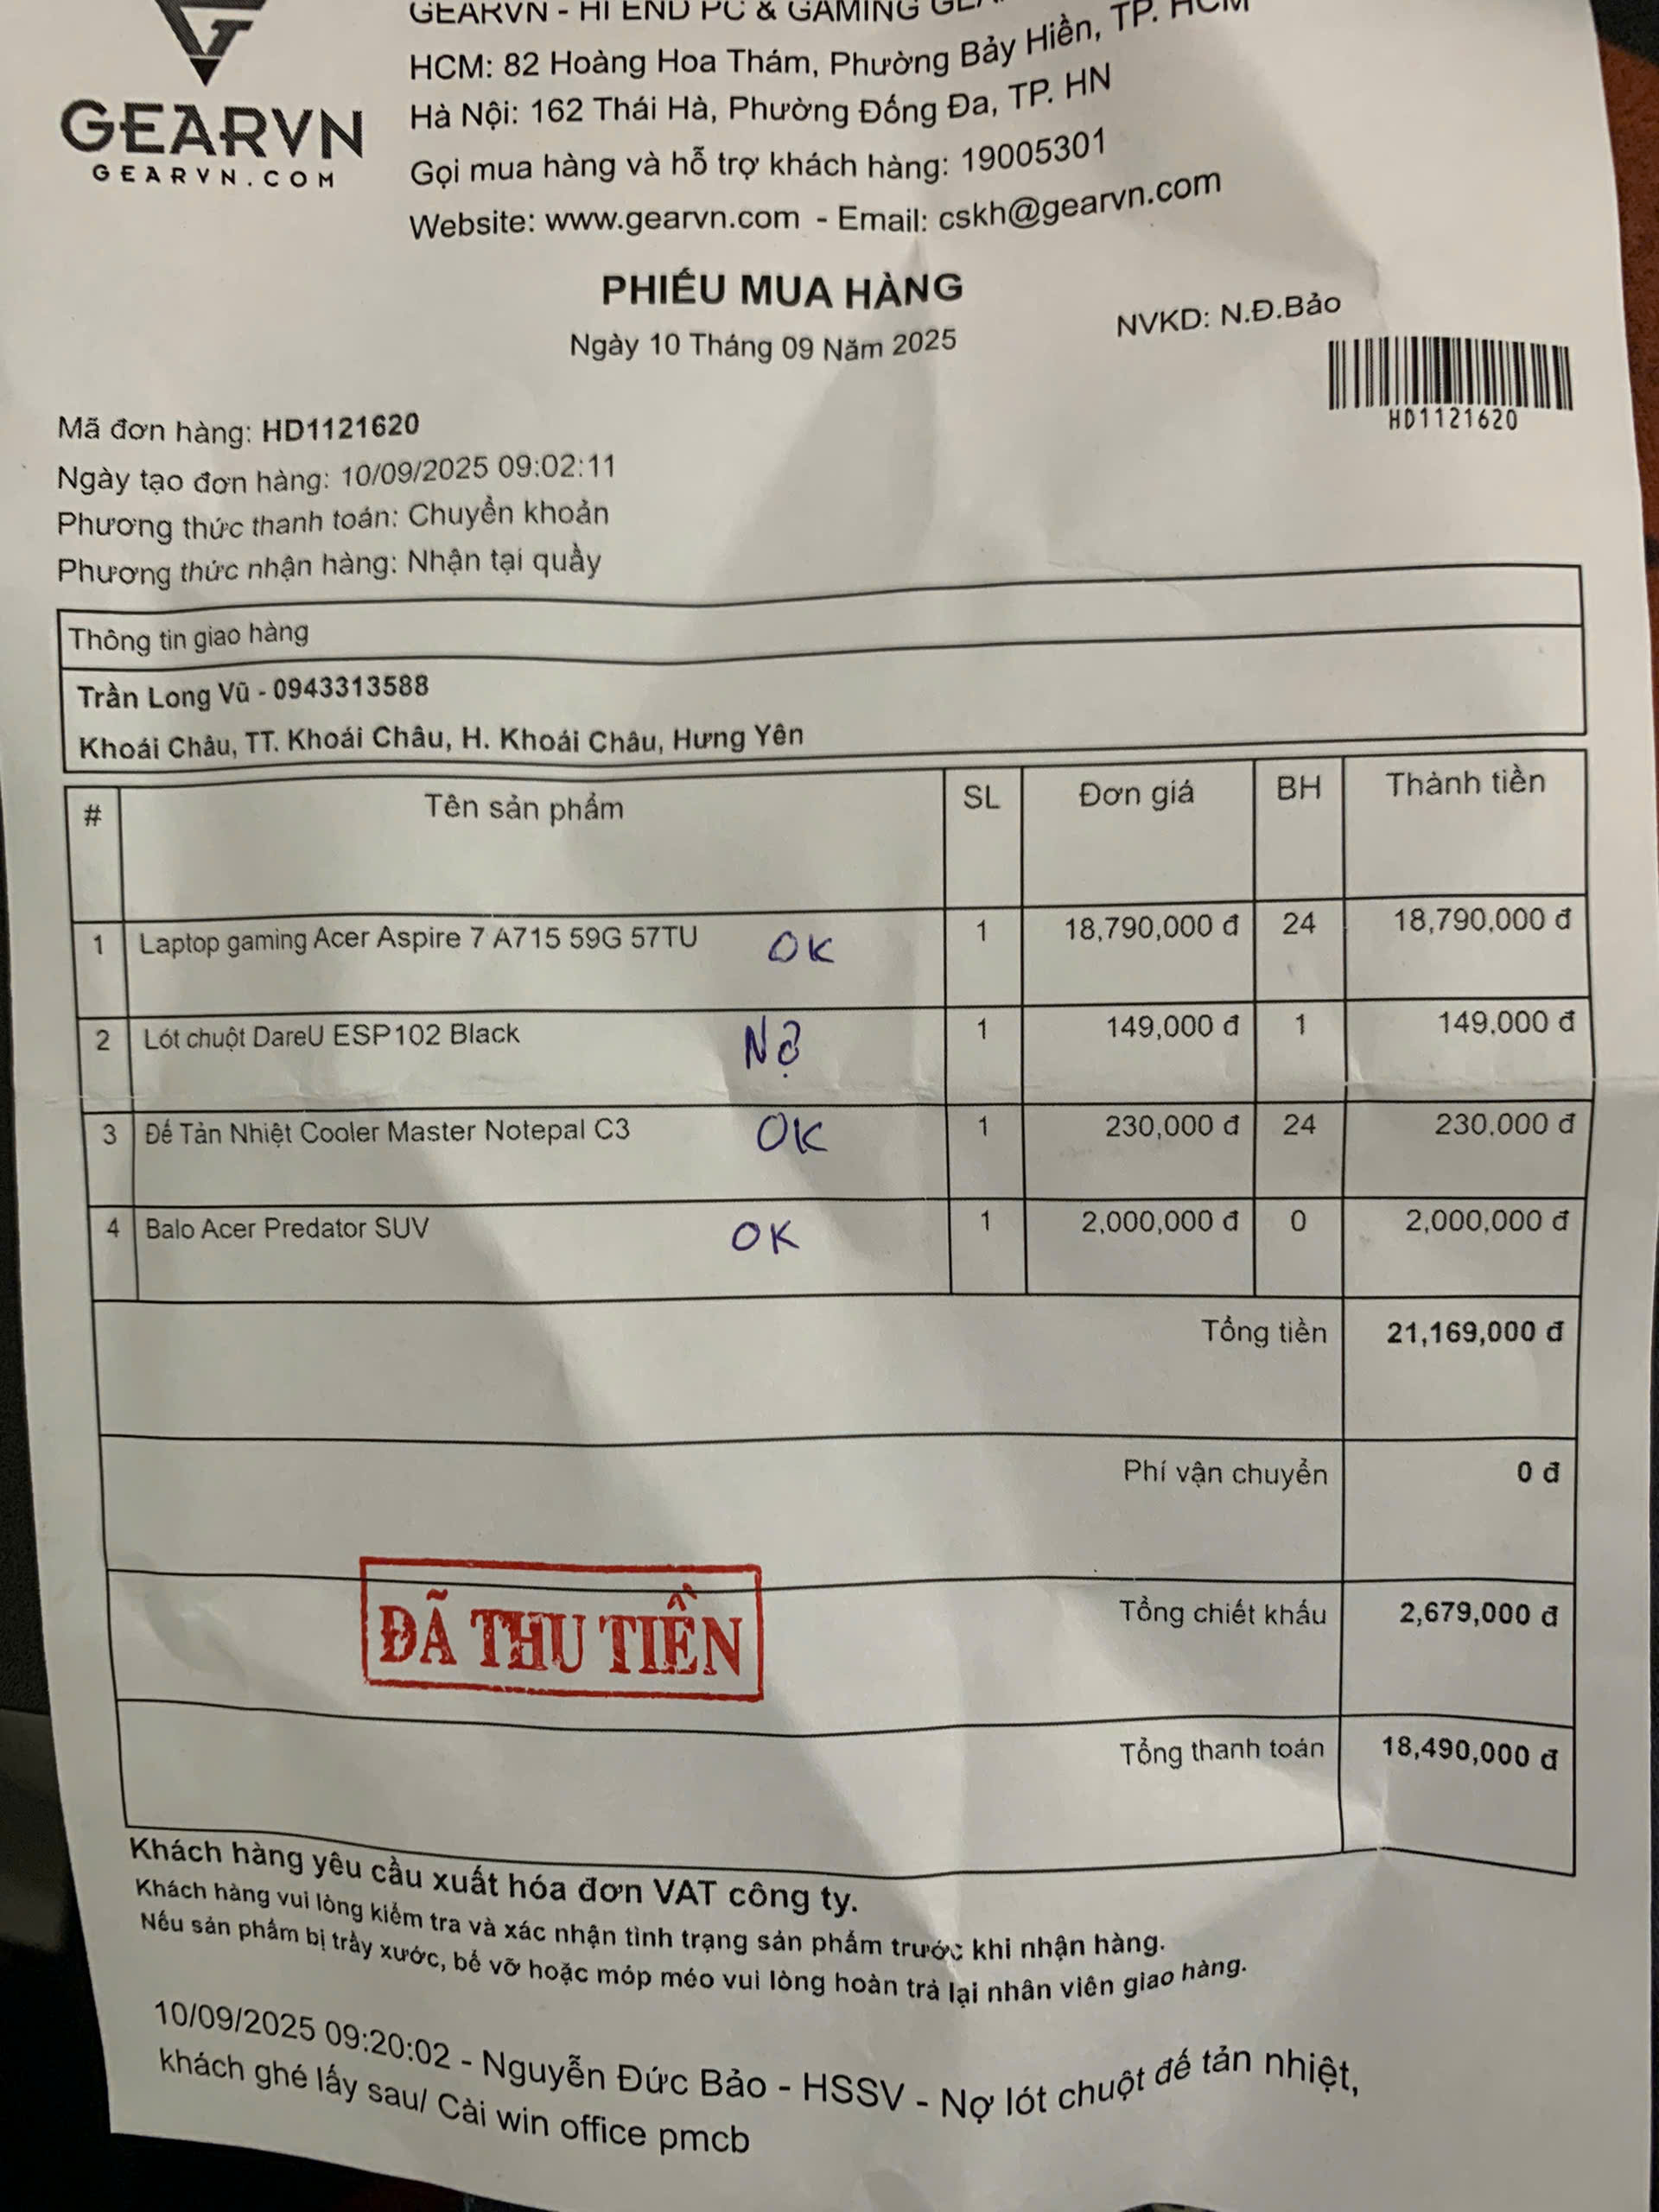 GEARVN
GEARVN.COM
GEARVN - HI END PC & GAMING
HCM: 82 Hoàng Hoa Thám, Phường Bảy Hiền, TP. HCM
Hà Nội: 162 Thái Hà, Phường Đống Đa, TP. HN
Gọi mua hàng và hỗ trợ khách hàng: 19005301
Website: www.gearvn.com - Email: cskh@gearvn.com
PHIẾU MUA HÀNG
Ngày 10 Tháng 09 Năm 2025
NVKD: N.Đ.Bảo
HD1121620
Mã đơn hàng: HD1121620
Ngày tạo đơn hàng: 10/09/2025 09:02:11
Phương thức thanh toán: Chuyển khoản
Phương thức nhận hàng: Nhận tại quầy
Thông tin giao hàng
Trần Long Vũ - 0943313588
Khoái Châu, TT. Khoái Châu, H. Khoái Châu, Hưng Yên
# Tên sản phẩm SL Đơn giá BH Thành tiền
1 Laptop gaming Acer Aspire 7 A715 59G 57TU OK 1 18,790,000 đ 24 18,790,000 đ
2 Lót chuột DareU ESP102 Black Nợ 1 149,000 đ 1 149,000 đ
3 Đế Tản Nhiệt Cooler Master Notepal C3 OK 1 230,000 đ 24 230,000 đ
4 Balo Acer Predator SUV OK 1 2,000,000 đ 0 2,000,000 đ
Tổng tiền 21,169,000 đ
Phí vận chuyển 0 đ
Tổng chiết khấu 2,679,000 đ
ĐÃ THU TIỀN
Tổng thanh toán 18,490,000 đ
Khách hàng yêu cầu xuất hóa đơn VAT công ty.
Khách hàng vui lòng kiểm tra và xác nhận tình trạng sản phẩm trước khi nhận hàng.
Nếu sản phẩm bị trầy xước, bể vỡ hoặc móp méo vui lòng hoàn trả lại nhân viên giao hàng.
10/09/2025 09:20:02 - Nguyễn Đức Bảo - HSSV - Nợ lót chuột đế tản nhiệt,
khách ghé lấy sau/ Cài win office pmcb